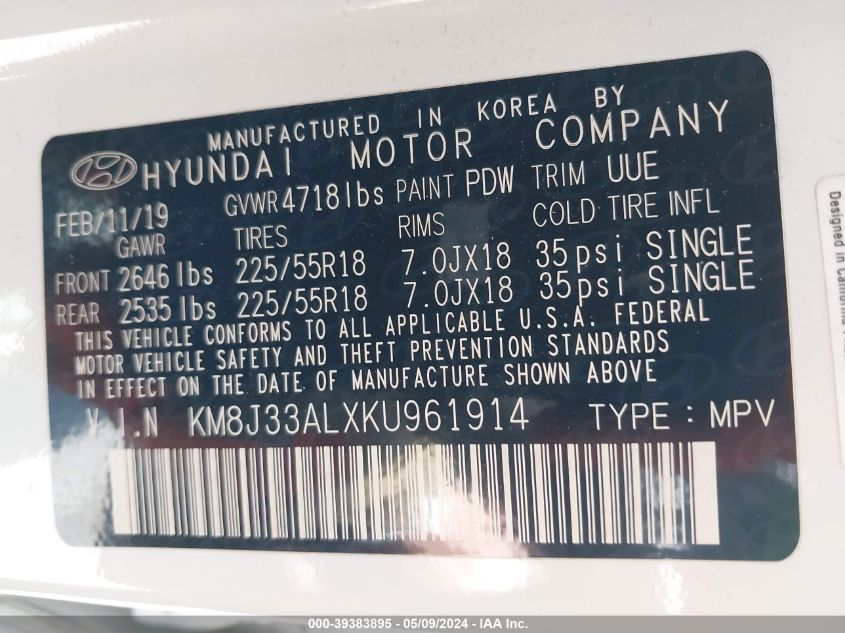 MANUFACTURED IN KOREA BY
HYUNDAI MOTOR COMPANY
FEB/11/19 GVWR 4718lbs PAINT PDW TRIM UUE
GAWR TIRES RIMS COLD TIRE INFL
FRONT 2646 lbs 225/55R18 7.0JX18 35psi SINGLE
REAR 2535 lbs 225/55R18 7.0JX18 35psi SINGLE
THIS VEHICLE CONFORMS TO ALL APPLICABLE U.S.A. FEDERAL
MOTOR VEHICLE SAFETY AND THEFT PREVENTION STANDARDS
IN EFFECT ON THE DATE OF MANUFACTURE SHOWN ABOVE
V.I.N KM8J33ALXKU961914 TYPE : MPV
Designed in California
000-39383895 - 05/09/2024 - IAA Inc.